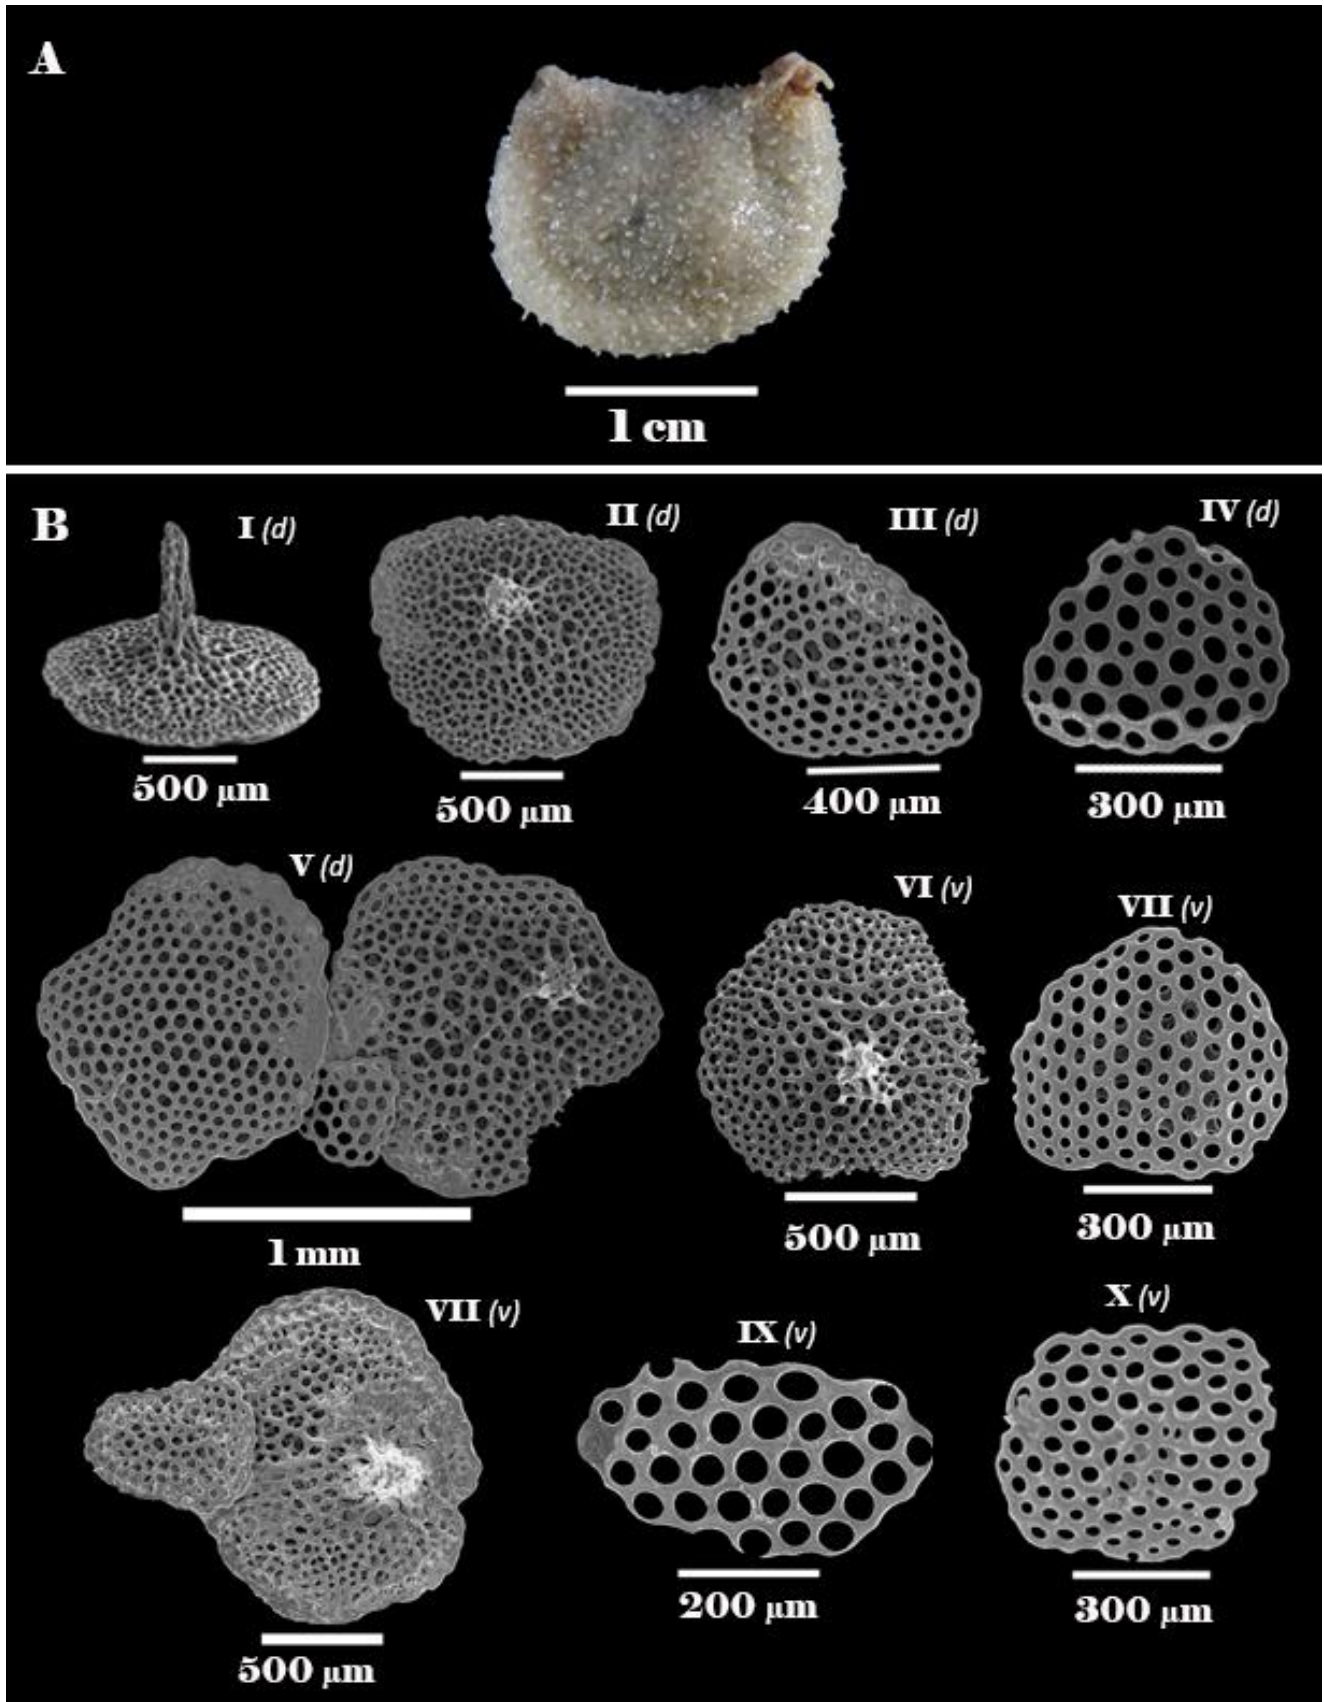 A
1 cm
B
I (d)
II (d)
III (d)
IV (d)
500 µm
500 µm
400 µm
300 µm
V (d)
VI (v)
VII (v)
1 mm
500 µm
300 µm
VII (v)
IX (v)
X (v)
500 µm
200 µm
300 µm